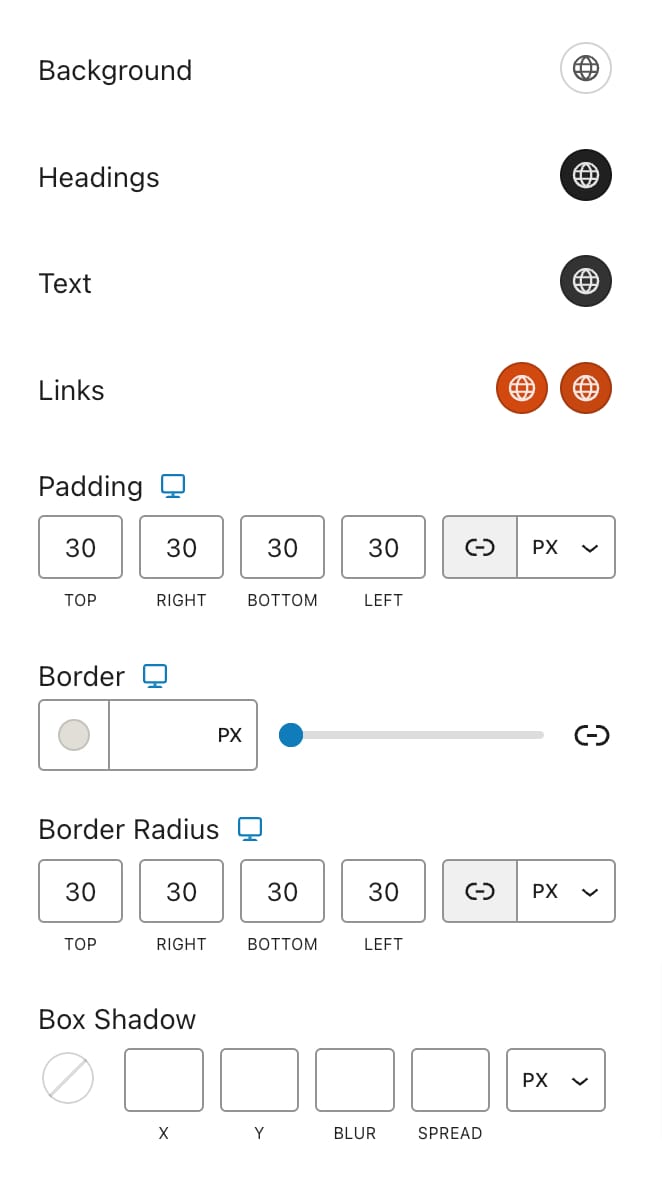 Background
Headings
Text
Links
Padding
30 30 30 30 PX
TOP RIGHT BOTTOM LEFT
Border
PX
Border Radius
30 30 30 30 PX
TOP RIGHT BOTTOM LEFT
Box Shadow
PX
X Y BLUR SPREAD